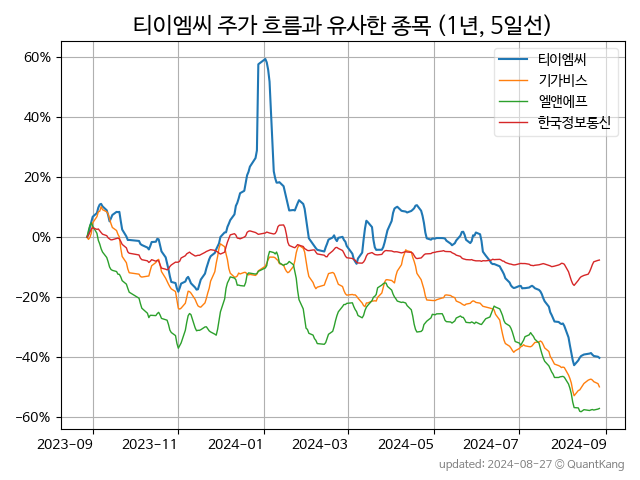 티이엠씨 주가 흐름과 유사한 종목 (1년, 5일선)
티이엠씨
기가비스
엘앤에프
한국정보통신
60%
40%
20%
0%
-20%
-40%
-60%
2023-09 2023-11 2024-01 2024-03 2024-05 2024-07 2024-09
updated: 2024-08-27 © QuantKang